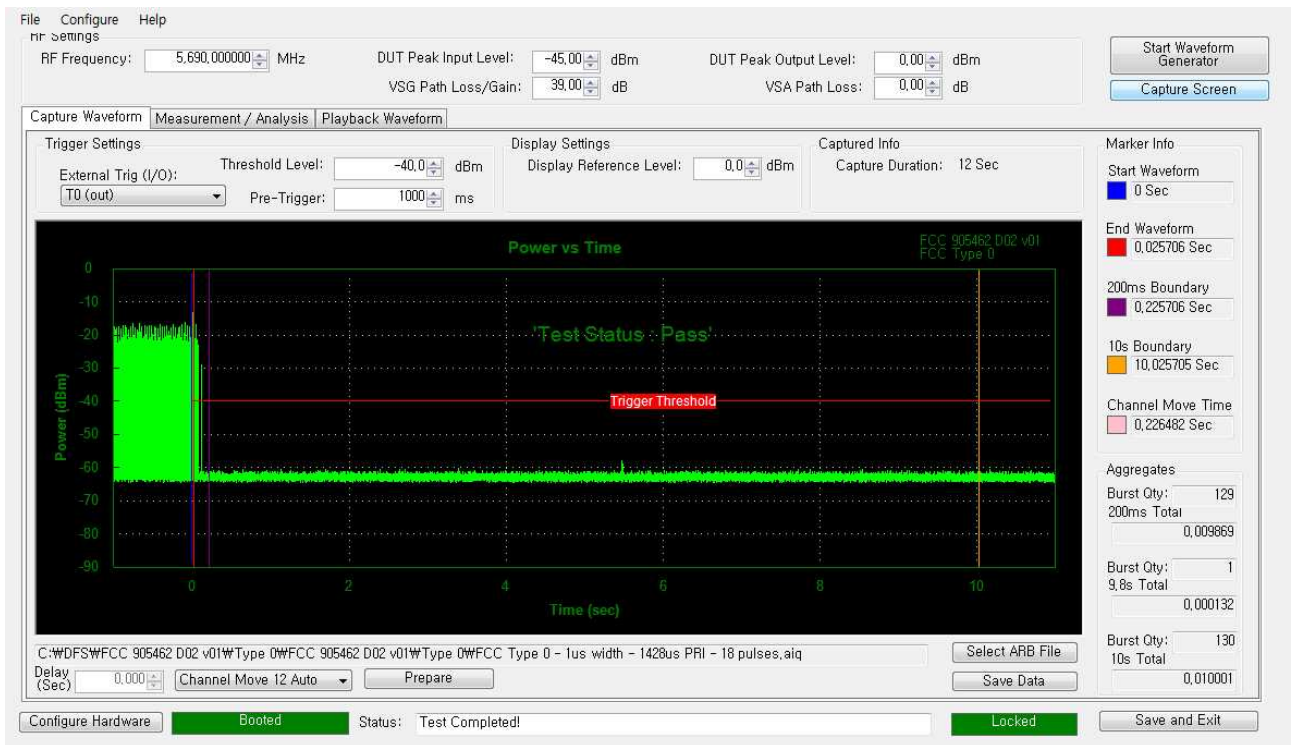 File Configure Help
RF Settings
RF Frequency: 5,690,000000 MHz DUT Peak Input Level: -45,00 dBm DUT Peak Output Level: 0,00 dBm
VSG Path Loss/Gain: 39,00 dB VSA Path Loss: 0,00 dB
Start Waveform Generator
Capture Screen
Capture Waveform Measurement / Analysis Playback Waveform
Trigger Settings
External Trig (I/O):
T0 (out)
Threshold Level: -40,0 dBm
Pre-Trigger: 1000 ms
Display Settings
Display Reference Level: 0,0 dBm
Captured Info
Capture Duration: 12 Sec
Marker Info
Start Waveform
0 Sec
End Waveform
0,025706 Sec
200ms Boundary
0,225706 Sec
10s Boundary
10,025705 Sec
Channel Move Time
0,226482 Sec
Power vs Time
FCC 905462 D02 v01
FCC Type 0
'Test Status : Pass'
Trigger Threshold
Power (dBm)
0
-10
-20
-30
-40
-50
-60
-70
-80
-90
0 2 4 6 8 10
Time (sec)
Aggregates
Burst Qty: 129
200ms Total
0,009869
Burst Qty: 1
9,8s Total
0,000132
Burst Qty: 130
10s Total
0,010001
C:₩DFS₩FCC 905462 D02 v01₩Type 0₩FCC 905462 D02 v01₩Type 0₩FCC Type 0 - 1us width - 1428us PRI - 18 pulses,aiq
Select ARB File
Delay (Sec) 0,000 Channel Move 12 Auto Prepare
Save Data
Configure Hardware Booted Status: Test Completed! Locked Save and Exit